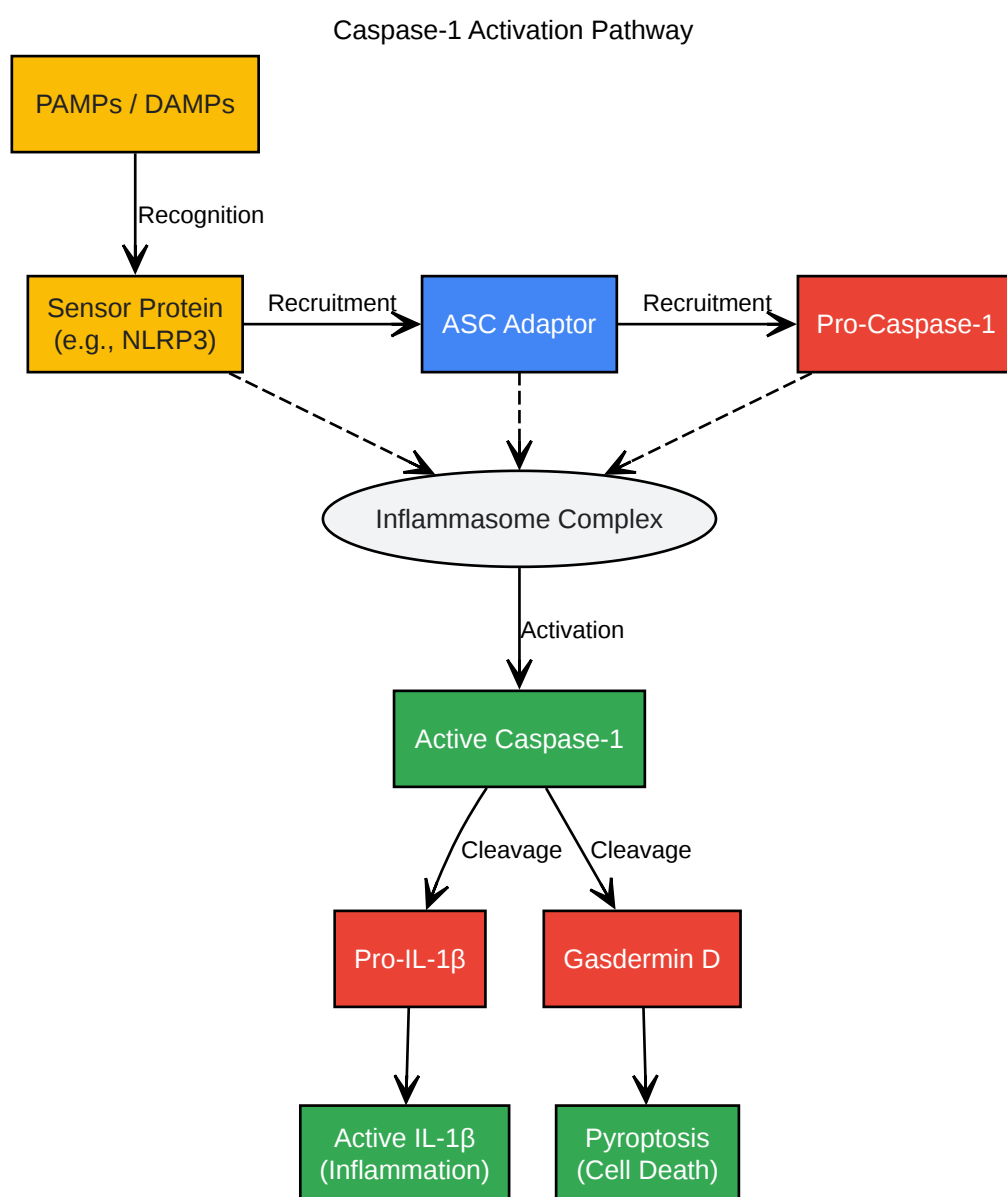 Caspase-1 Activation Pathway
PAMPs / DAMPs
Recognition
Sensor Protein
(e.g., NLRP3)
Recruitment
ASC Adaptor
Recruitment
Pro-Caspase-1
Inflammasome Complex
Activation
Active Caspase-1
Cleavage
Cleavage
Pro-IL-1β
Gasdermin D
Active IL-1β
(Inflammation)
Pyroptosis
(Cell Death)